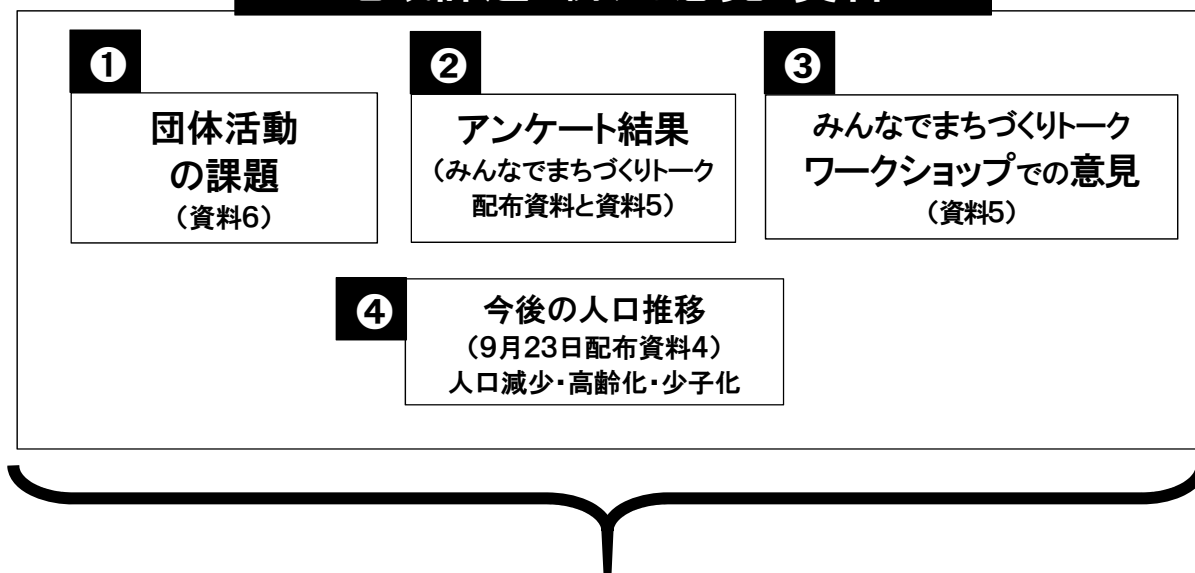 ❶
団体活動
の課題
（資料6）
❷
アンケート結果
（みんなでまちづくりトーク
配布資料と資料5）
❸
みんなでまちづくりトーク
ワークショップでの意見
（資料5）
❹
今後の人口推移
（9月23日配布資料4）
人口減少・高齢化・少子化